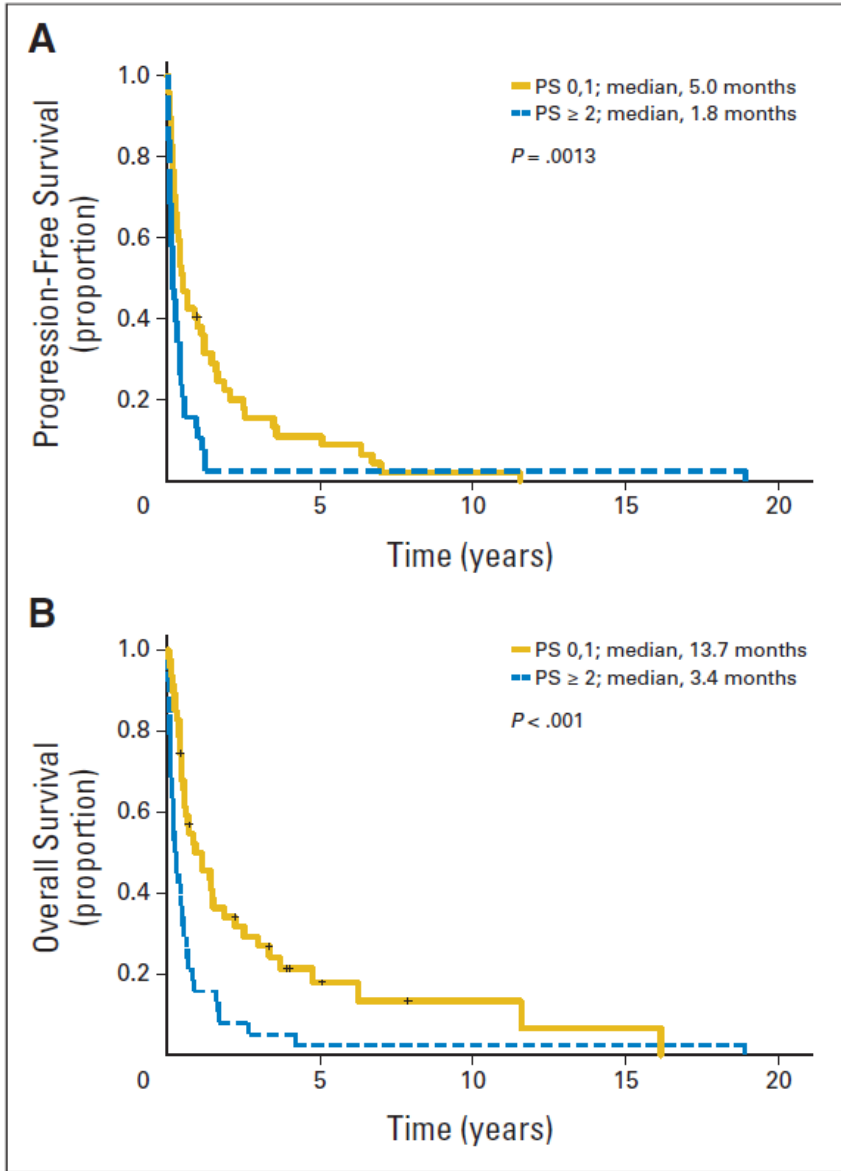 A
PS 0,1; median, 5.0 months
PS ≥ 2; median, 1.8 months
P = .0013
Progression-Free Survival
(proportion)
1.0
0.8
0.6
0.4
0.2
0
5
10
15
20
Time (years)
B
PS 0,1; median, 13.7 months
PS ≥ 2; median, 3.4 months
P < .001
Overall Survival
(proportion)
1.0
0.8
0.6
0.4
0.2
0
5
10
15
20
Time (years)